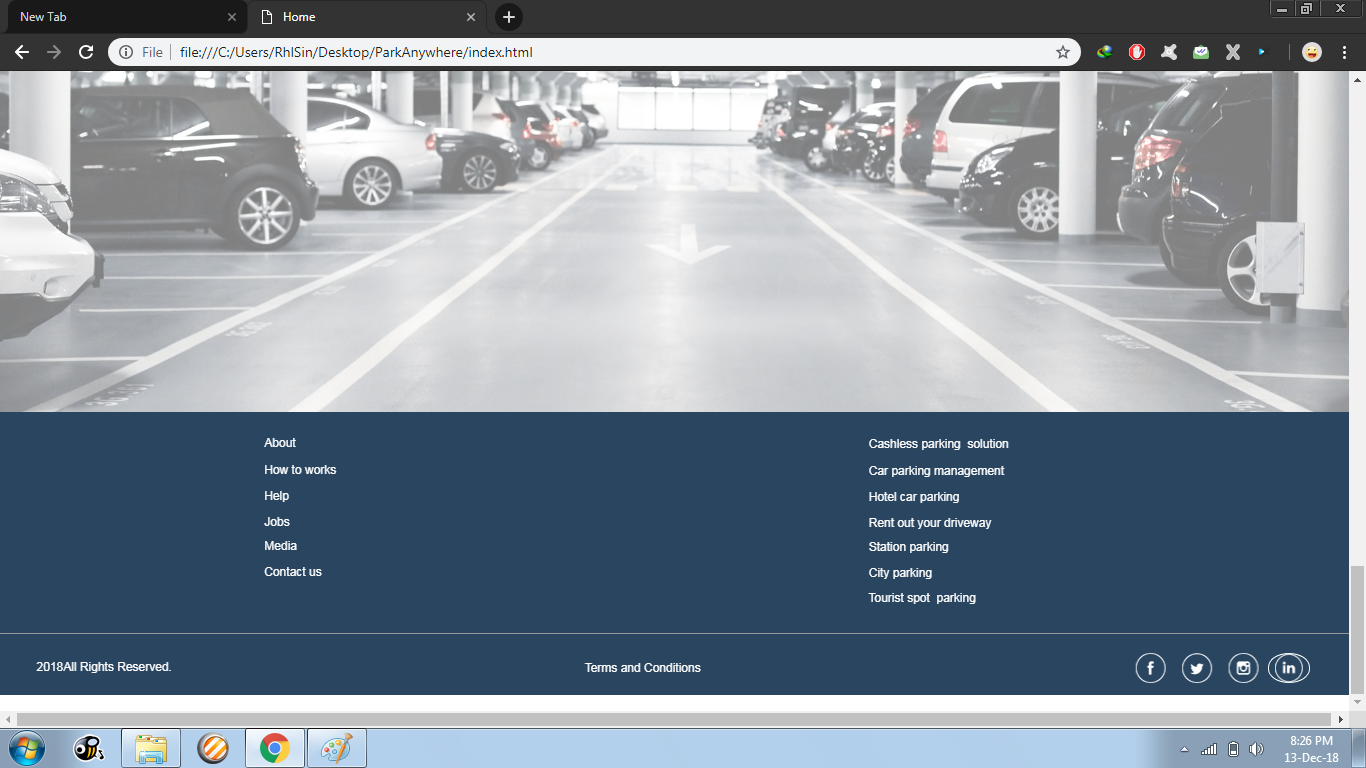 New Tab
Home
File
file:///C:/Users/RhlSin/Desktop/ParkAnywhere/index.html
About
How to works
Help
Jobs
Media
Contact us
Cashless parking  solution
Car parking management
Hotel car parking
Rent out your driveway
Station parking
City parking
Tourist spot  parking
2018All Rights Reserved.
Terms and Conditions
f
in
8:26 PM
13-Dec-18